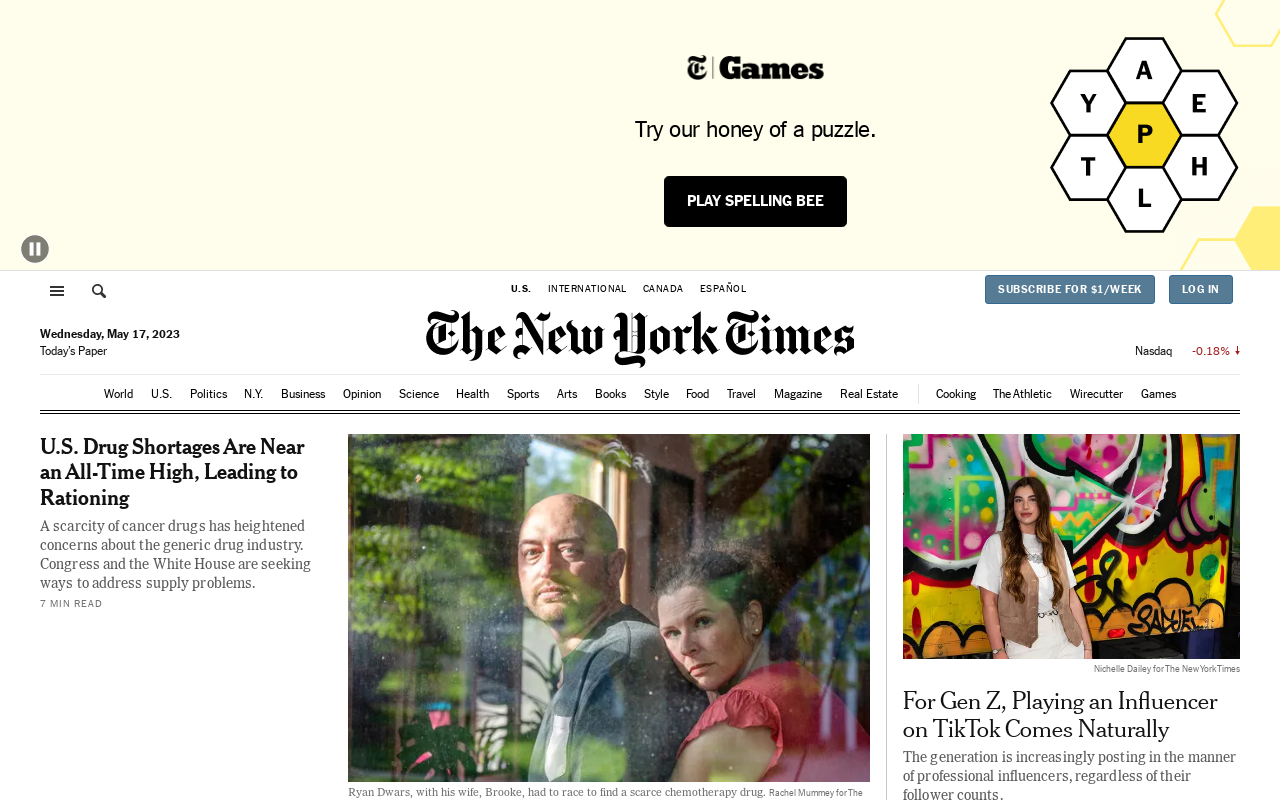 Games
Try our honey of a puzzle.
PLAY SPELLING BEE
A
Y
E
P
T
H
L
U.S.
INTERNATIONAL
CANADA
ESPAÑOL
SUBSCRIBE FOR $1/WEEK
LOG IN
The New York Times
Wednesday, May 17, 2023
Today's Paper
Nasdaq
-0.18%
World
U.S.
Politics
N.Y.
Business
Opinion
Science
Health
Sports
Arts
Books
Style
Food
Travel
Magazine
Real Estate
Cooking
The Athletic
Wirecutter
Games
U.S. Drug Shortages Are Near
an All-Time High, Leading to
Rationing
A scarcity of cancer drugs has heightened
concerns about the generic drug industry.
Congress and the White House are seeking
ways to address supply problems.
7 MIN READ
Ryan Dwars, with his wife, Brooke, had to race to find a scarce chemotherapy drug. Rachel Mummey for The
Nichelle Dailey for The New York Times
For Gen Z, Playing an Influencer
on TikTok Comes Naturally
The generation is increasingly posting in the manner
of professional influencers, regardless of their
follower counts.